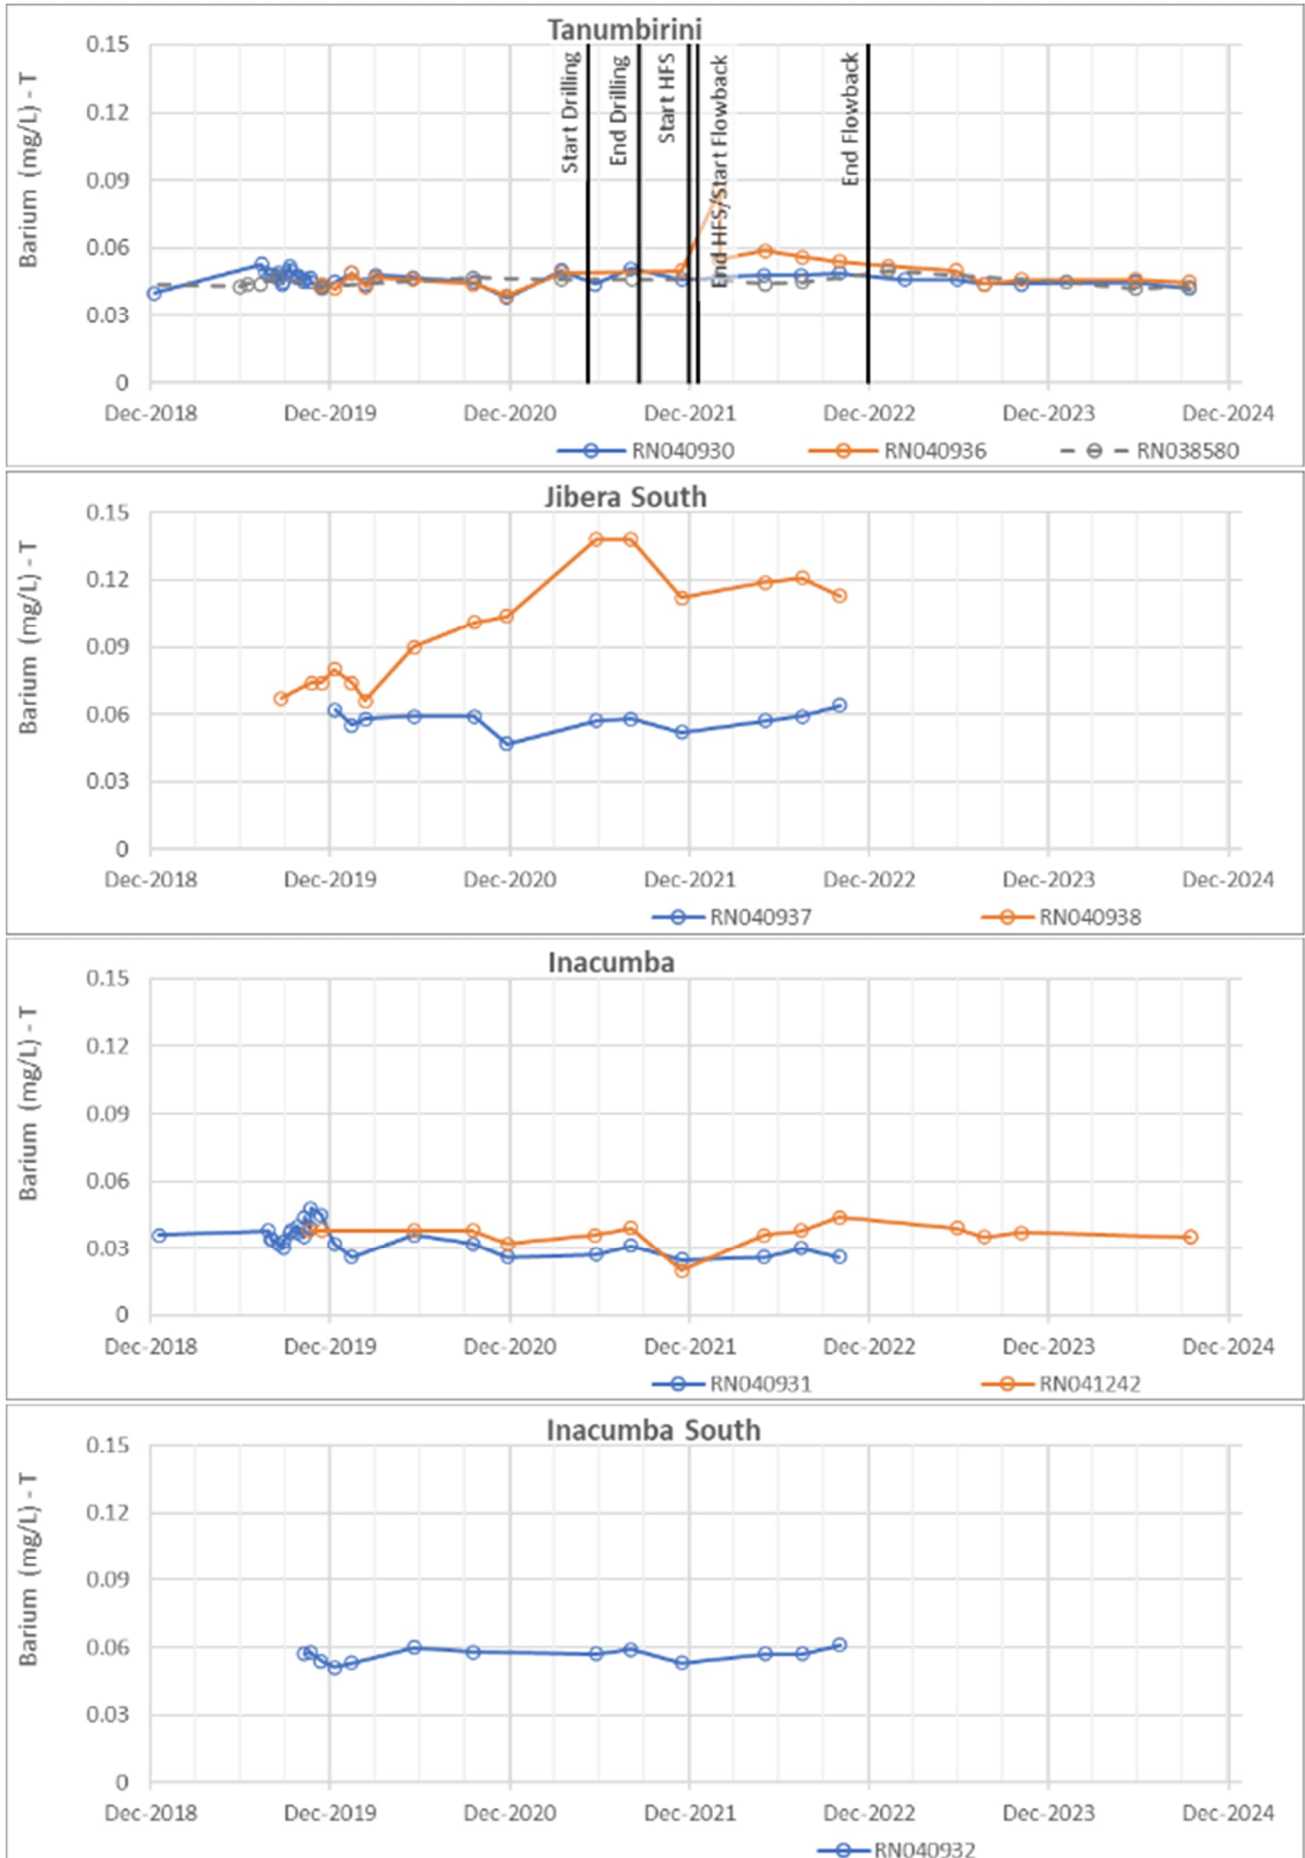 Tanumbirini
Barium (mg/L) - T
0.15
0.12
0.09
0.06
0.03
0
Start Drilling
End Drilling
Start HFS
End HFS/Start Flowback
End Flowback
Dec-2018 Dec-2019 Dec-2020 Dec-2021 Dec-2022 Dec-2023 Dec-2024
RN040930 RN040936 RN038580
Jibera South
Barium (mg/L) - T
0.15
0.12
0.09
0.06
0.03
0
Dec-2018 Dec-2019 Dec-2020 Dec-2021 Dec-2022 Dec-2023 Dec-2024
RN040937 RN040938
Inacumba
Barium (mg/L) - T
0.15
0.12
0.09
0.06
0.03
0
Dec-2018 Dec-2019 Dec-2020 Dec-2021 Dec-2022 Dec-2023 Dec-2024
RN040931 RN041242
Inacumba South
Barium (mg/L) - T
0.15
0.12
0.09
0.06
0.03
0
Dec-2018 Dec-2019 Dec-2020 Dec-2021 Dec-2022 Dec-2023 Dec-2024
RN040932